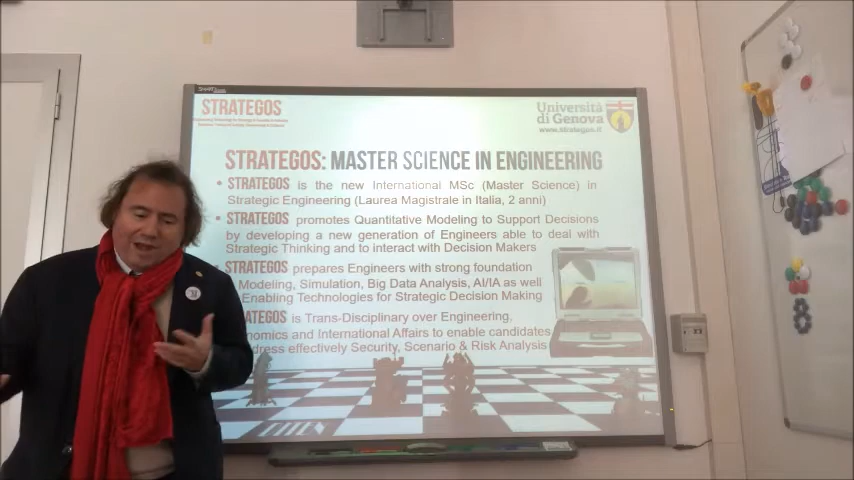 STRATEGOS
Università
di Genova
www.strategos.it
STRATEGOS: MASTER SCIENCE IN ENGINEERING
• STRATEGOS is the new International MSc (Master Science) in
Strategic Engineering (Laurea Magistrale in Italia, 2 anni)
• STRATEGOS promotes Quantitative Modeling to Support Decisions
by developing a new generation of Engineers able to deal with
Strategic Thinking and to interact with Decision Makers
STRATEGOS prepares Engineers with strong foundation
Modeling, Simulation, Big Data Analysis, AI/IA as well
Enabling Technologies for Strategic Decision Making
ATEGOS is Trans-Disciplinary over Engineering,
nomics and International Affairs to enable candidates
dress effectively Security, Scenario & Risk Analysis